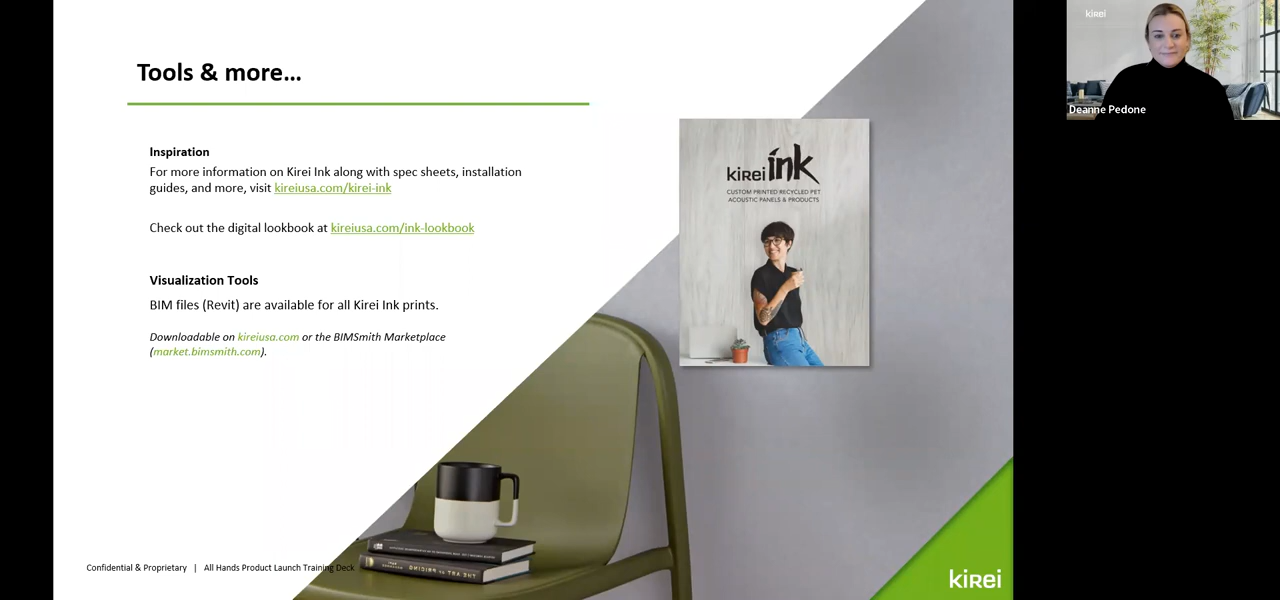 Tools & more...
Inspiration
For more information on Kirei Ink along with spec sheets, installation
guides, and more, visit kireiusa.com/kirei-ink
Check out the digital lookbook at kireiusa.com/ink-lookbook
Visualization Tools
BIM files (Revit) are available for all Kirei Ink prints.
Downloadable on kireiusa.com or the BIMSmith Marketplace
(market.bimsmith.com).
kirei ink
CUSTOM PRINTED RECYCLED PET
ACOUSTIC PANELS & PRODUCTS
Confidential & Proprietary | All Hands Product Launch Training Deck
kirei
kirei
Deanne Pedone